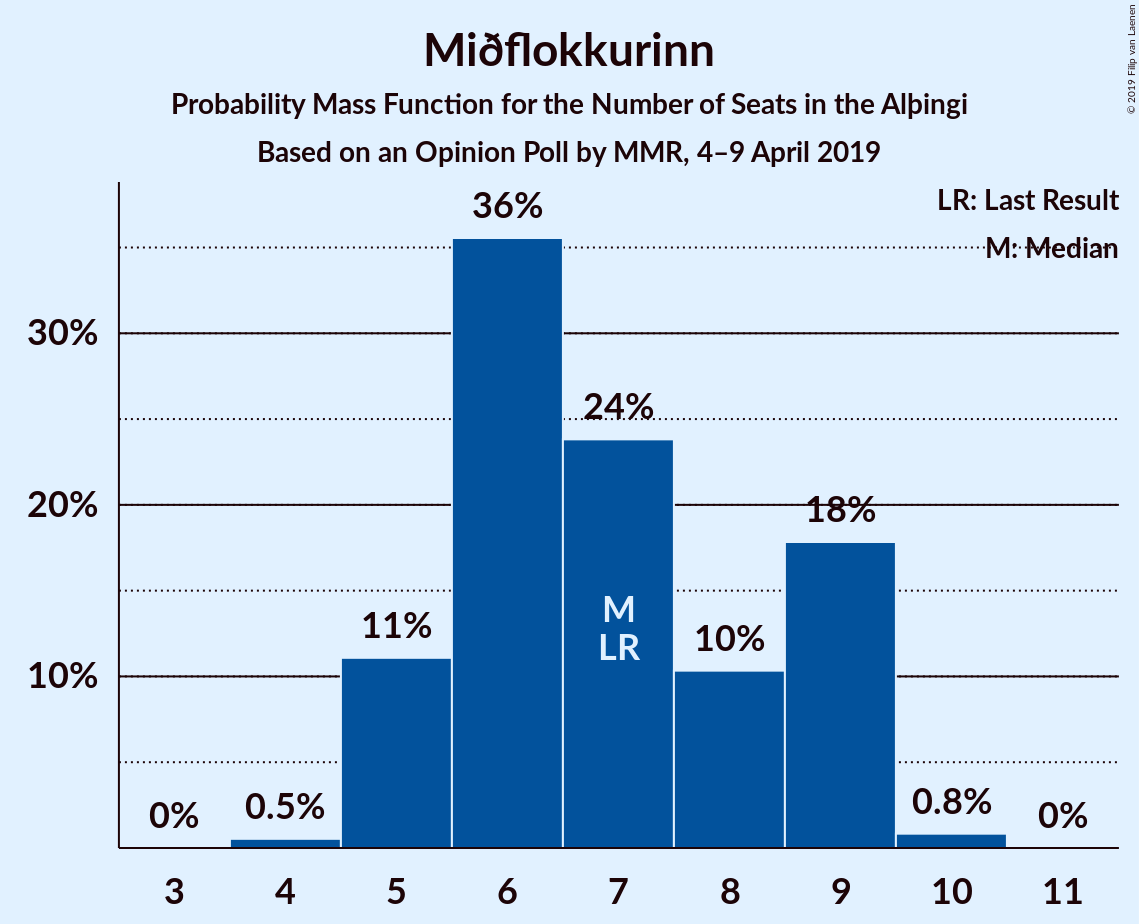 Miðflokkurinn
Probability Mass Function for the Number of Seats in the Alþingi
Based on an Opinion Poll by MMR, 4–9 April 2019
© 2019 Filip van Laenen
LR: Last Result
M: Median
36%
30%
24%
20%
18%
M
LR
11%
10%
10%
0%
0.5%
0.8%
0%
3 4 5 6 7 8 9 10 11